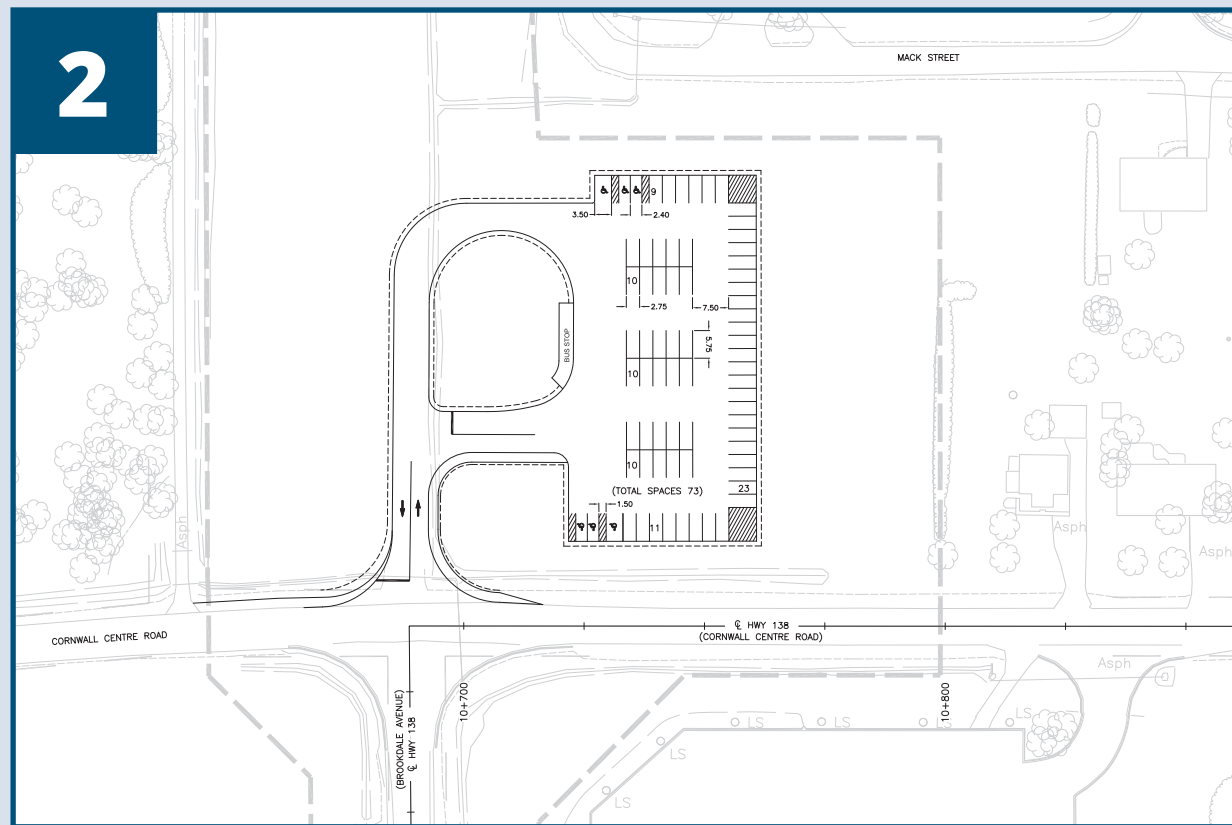 2
MACK STREET
9
3.50
2.40
10
2.75
7.50
BUS STOP
5.75
10
10
(TOTAL SPACES 73)
23
1.50
11
Asph
Asph
Asph
CORNWALL CENTRE ROAD
℄ HWY 138
(CORNWALL CENTRE ROAD)
Asph
(BROOKDALE AVENUE)
℄ HWY 138
10+700
10+800
LS
LS
LS
LS
LS
LS